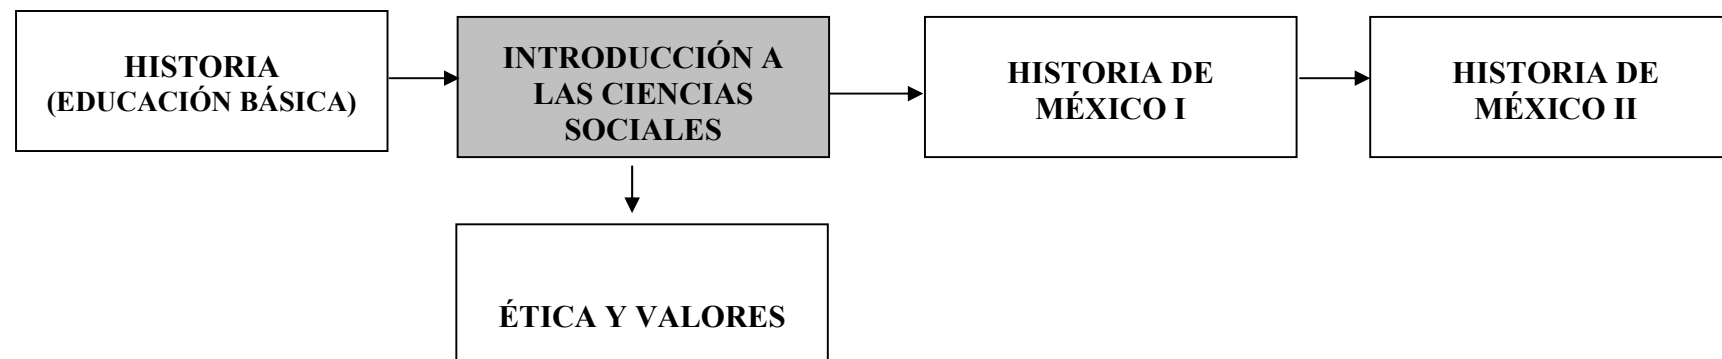 HISTORIA
(EDUCACIÓN BÁSICA)
INTRODUCCIÓN A
LAS CIENCIAS
SOCIALES
HISTORIA DE
MÉXICO I
HISTORIA DE
MÉXICO II
ÉTICA Y VALORES